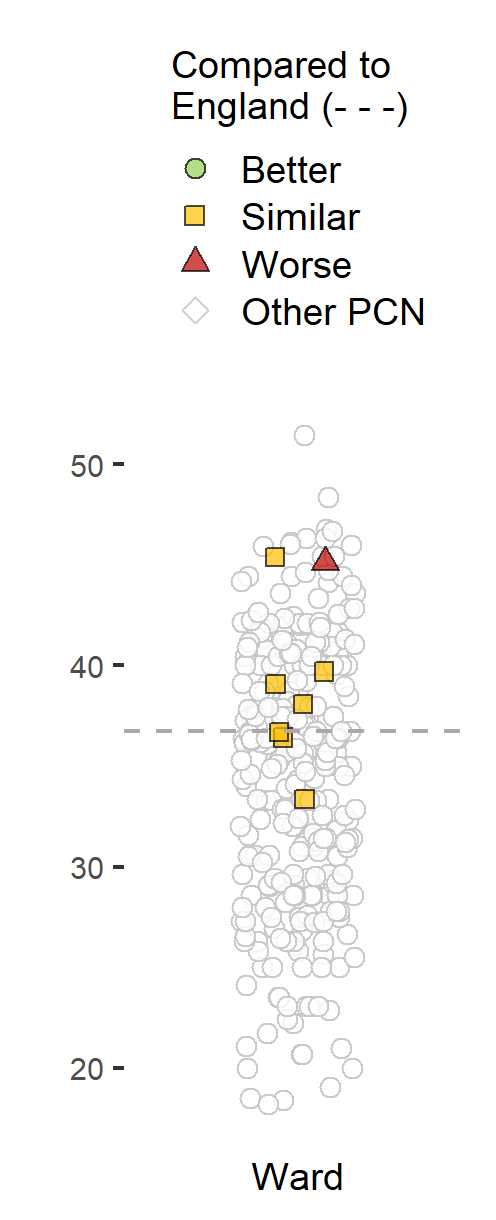 Compared to
England (- - -)
Better
Similar
Worse
Other PCN
50
40
30
20
Ward